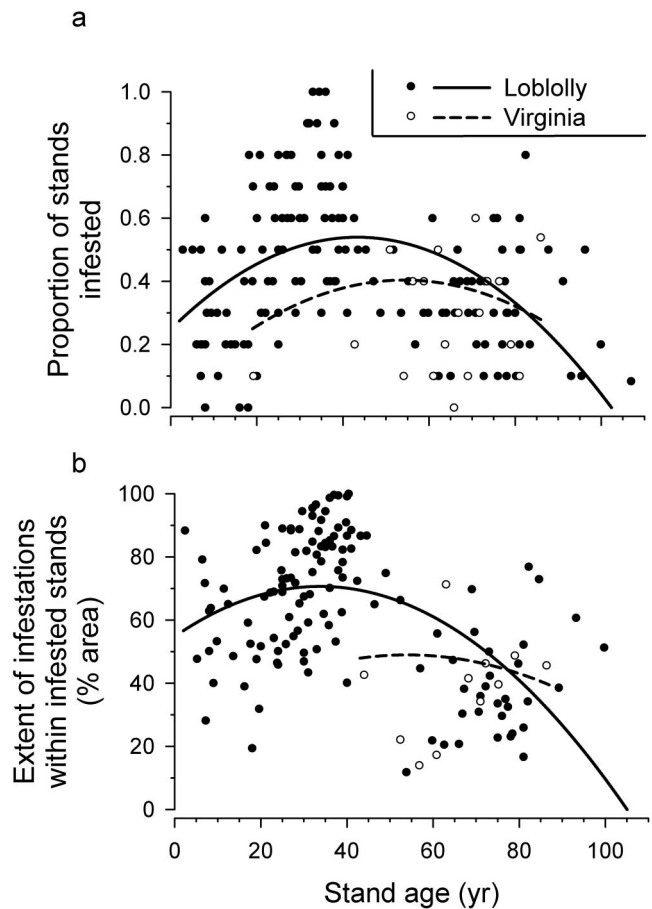 a
Loblolly
Virginia
1.0
0.8
0.6
0.4
0.2
0.0
Proportion of stands
infested
b
100
80
60
40
20
0
Extent of infestations
within infested stands
(% area)
0 20 40 60 80 100
Stand age (yr)